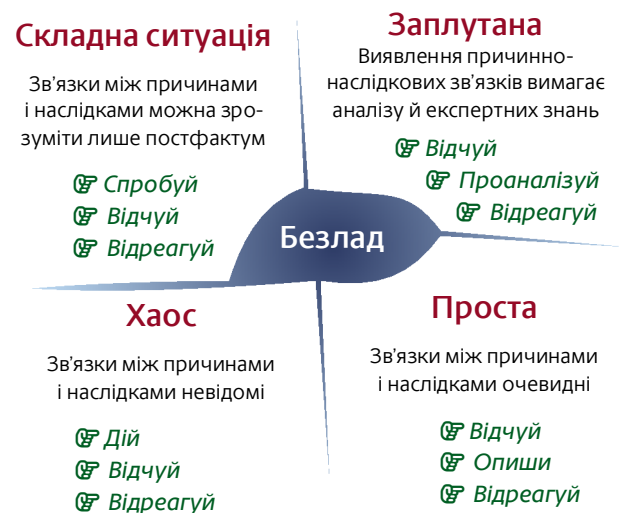 Складна ситуація
Зв'язки між причинами
і наслідками можна зро-
зуміти лише постфактум
☞ Спробуй
☞ Відчуй
☞ Відреагуй
Заплутана
Виявлення причинно-
наслідкових зв'язків вимагає
аналізу й експертних знань
☞ Відчуй
☞ Проаналізуй
☞ Відреагуй
Безлад
Хаос
Зв'язки між причинами
і наслідками невідомі
☞ Дій
☞ Відчуй
☞ Відреагуй
Проста
Зв'язки між причинами
і наслідками очевидні
☞ Відчуй
☞ Опиши
☞ Відреагуй